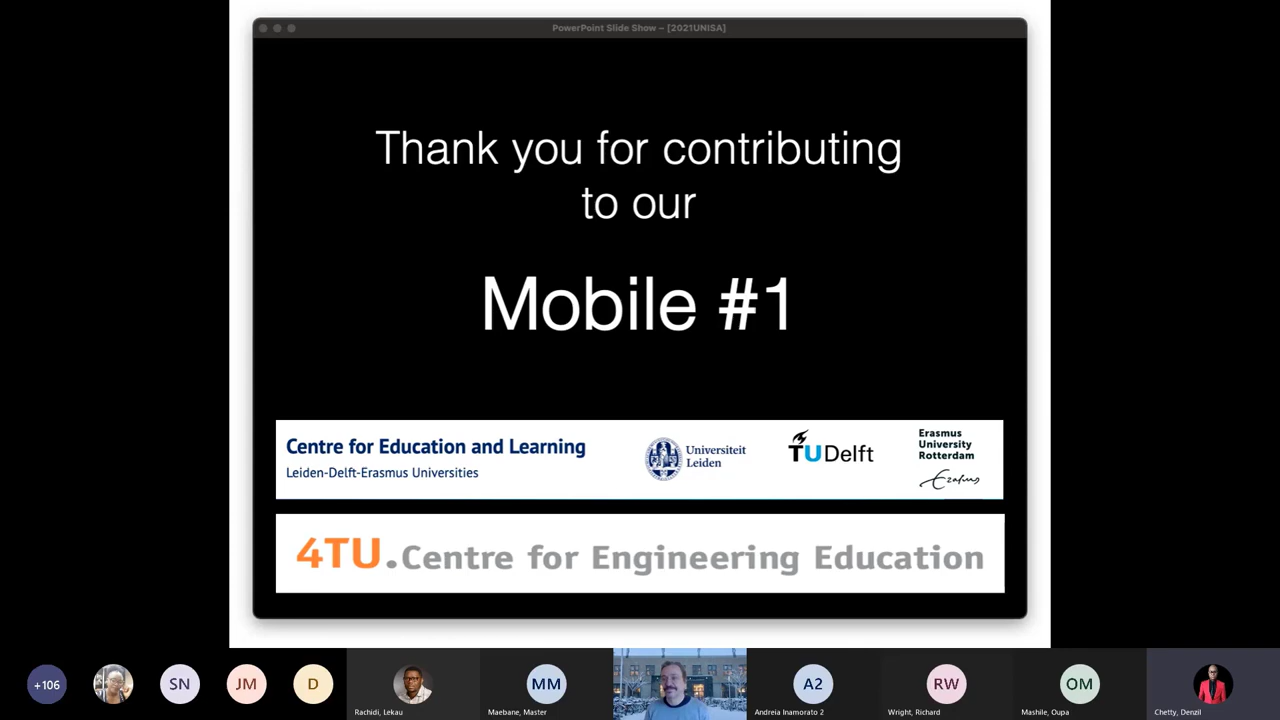 PowerPoint Slide Show – [2021UNISA]
Thank you for contributing
to our
Mobile #1
Centre for Education and Learning
Leiden-Delft-Erasmus Universities
Universiteit
Leiden
TUDelft
Erasmus
University
Rotterdam
Erasmus
4TU.Centre for Engineering Education
+106
SN
JM
D
Rachidi, Lekau
MM
Maebane, Master
A2
Andreia Inamorato 2
RW
Wright, Richard
OM
Mashile, Oupa
Chetty, Denzil